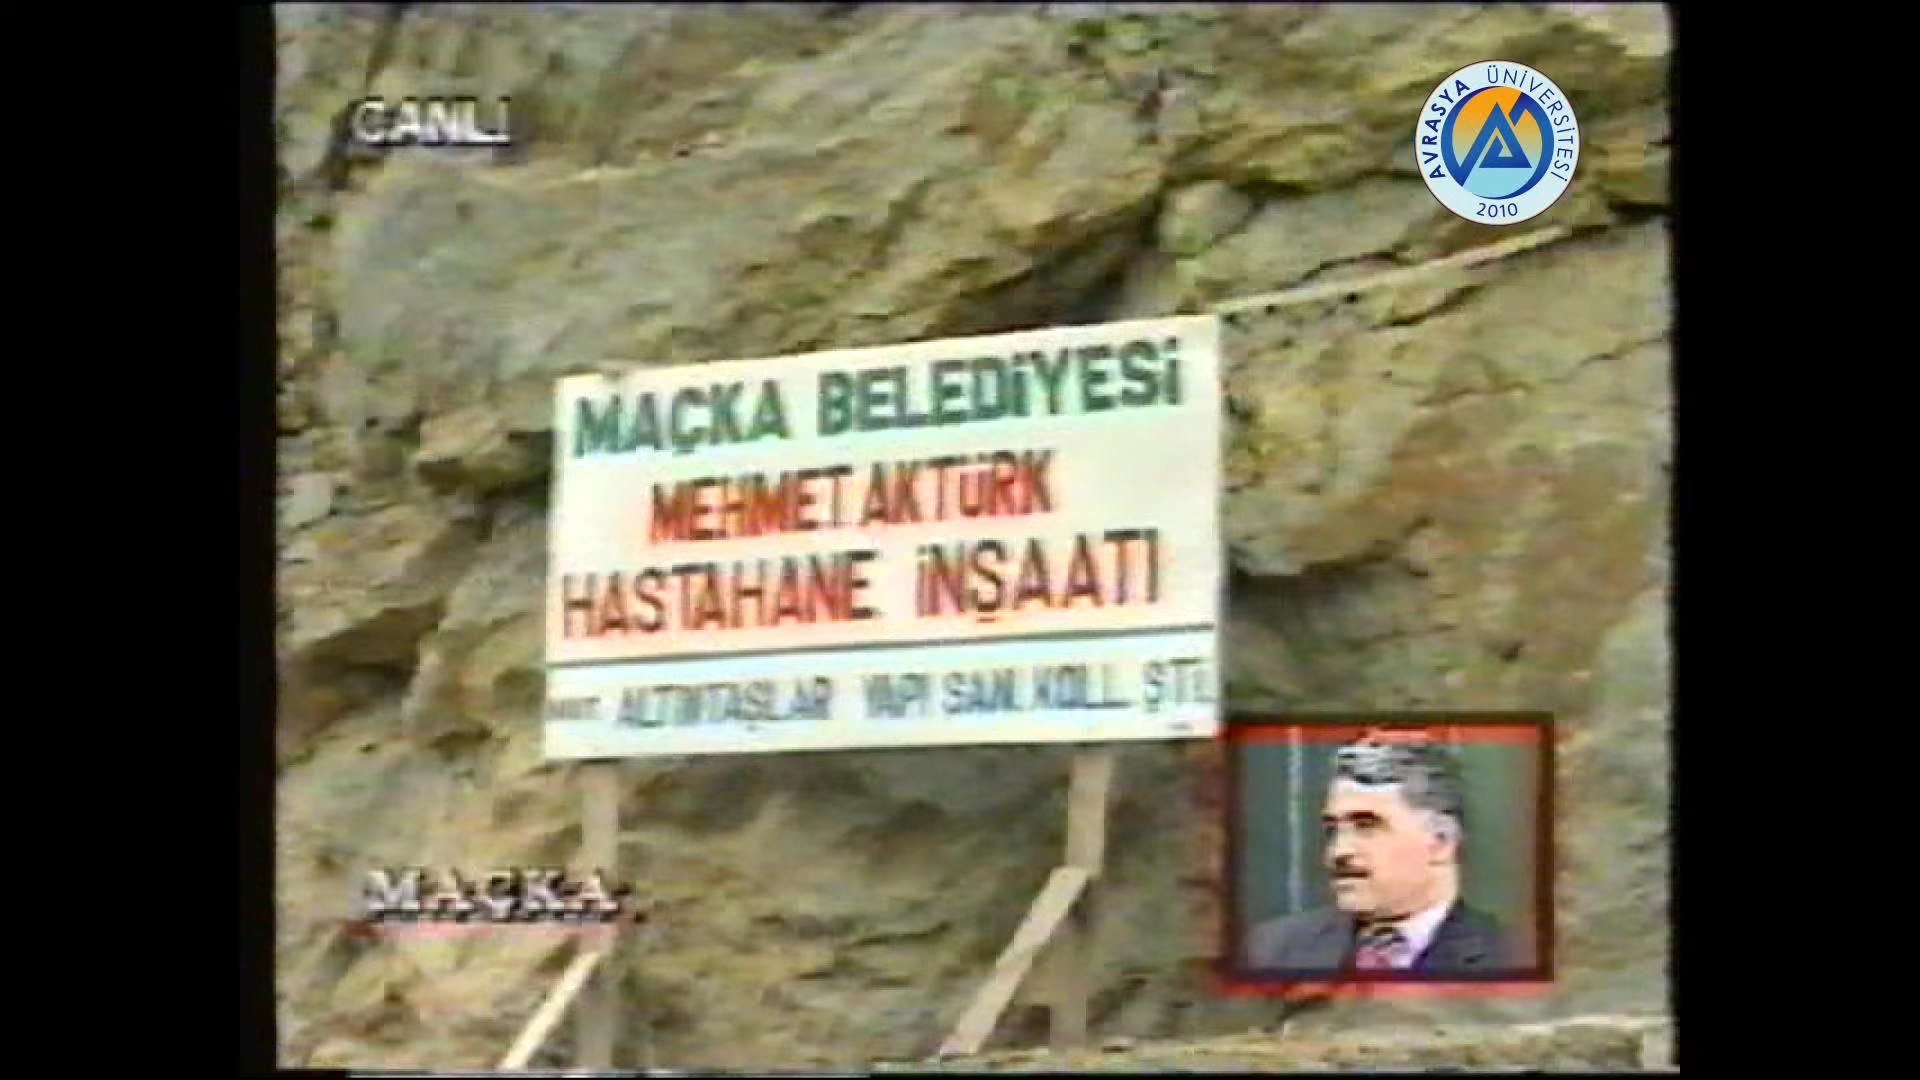 CANLI
AVRASYA ÜNİVERSİTESİ
2010
MAÇKA BELEDİYESİ
MEHMET AKTÜRK
HASTAHANE İNŞAATI
ALTINTAŞLAR YAPI SAN. KOLL. ŞTİ.
MAÇKA